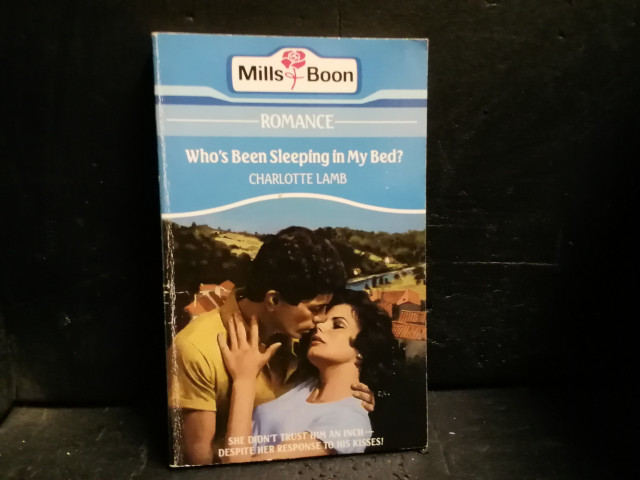 Mills & Boon
ROMANCE
Who's Been Sleeping in My Bed?
CHARLOTTE LAMB
SHE DIDN'T TRUST HIM AN INCH —
DESPITE HER RESPONSE TO HIS KISSES!